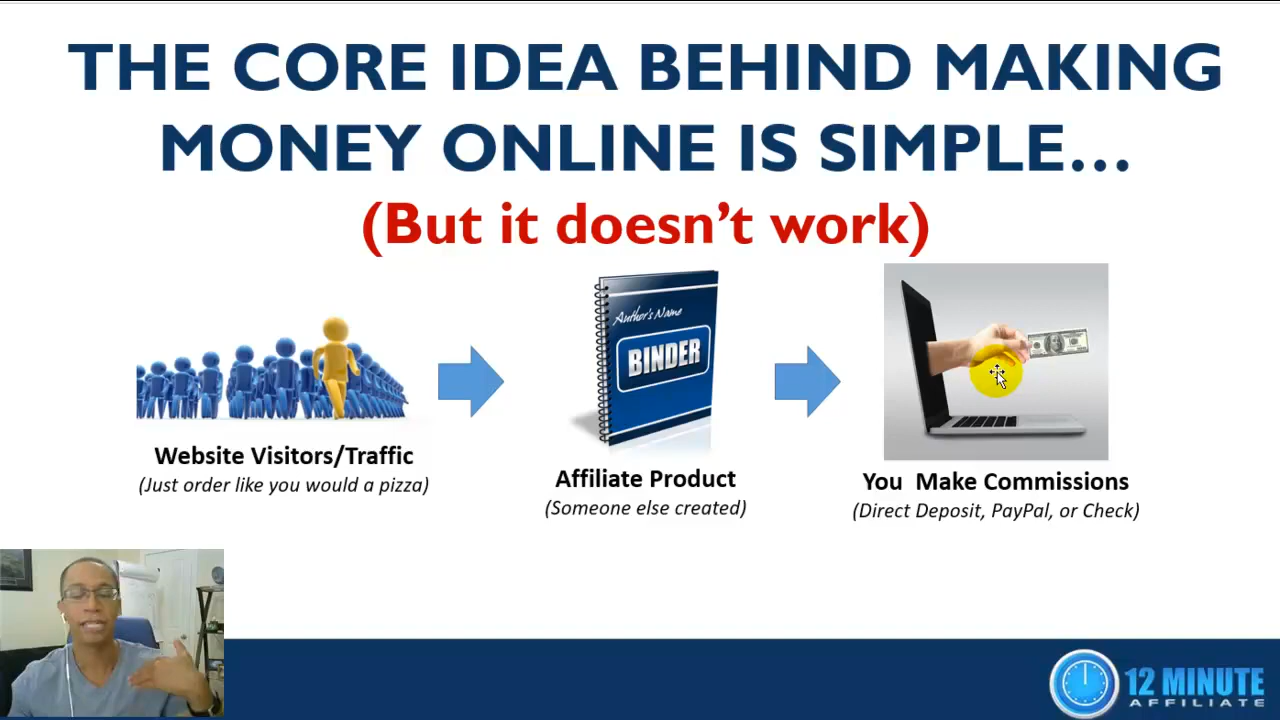 THE CORE IDEA BEHIND MAKING
MONEY ONLINE IS SIMPLE…
(But it doesn’t work)
Author's Name
BINDER
Website Visitors/Traffic
(Just order like you would a pizza)
Affiliate Product
(Someone else created)
You  Make Commissions
(Direct Deposit, PayPal, or Check)
12 MINUTE
AFFILIATE